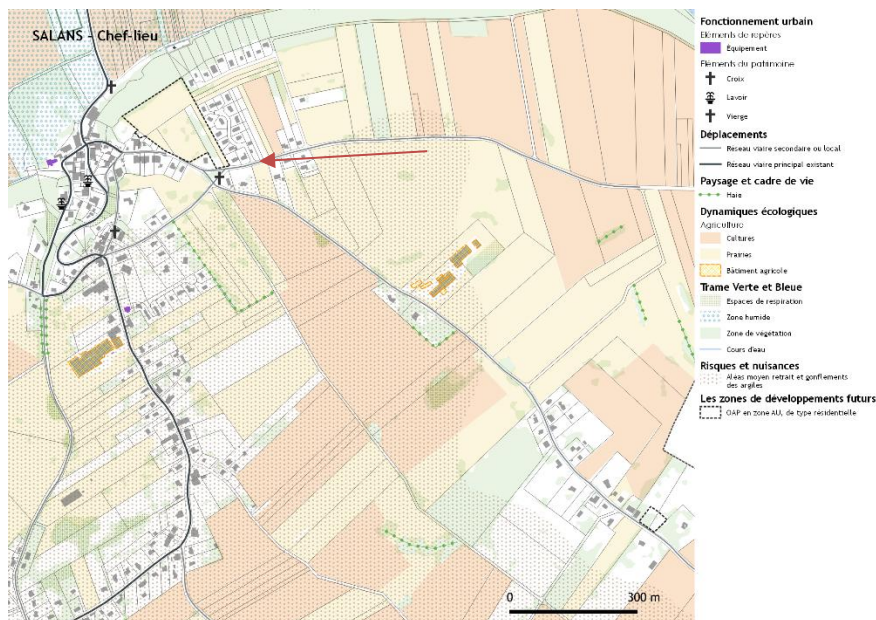 SALANS - Chef-lieu
Fonctionnement urbain
Eléments de repères
Équipement
Eléments du patrimoine
Croix
Lavoir
Vierge
Déplacements
Réseau viaire secondaire ou local
Réseau viaire principal existant
Paysage et cadre de vie
Haie
Dynamiques écologiques
Agriculture
Cultures
Prairies
Bâtiment agricole
Trame Verte et Bleue
Espaces de respiration
Zone humide
Zone de végétation
Cours d'eau
Risques et nuisances
Aléas moyen retrait et gonflements
des argiles
Les zones de développements futurs
OAP en zone AU, de type résidentielle
0 300 m